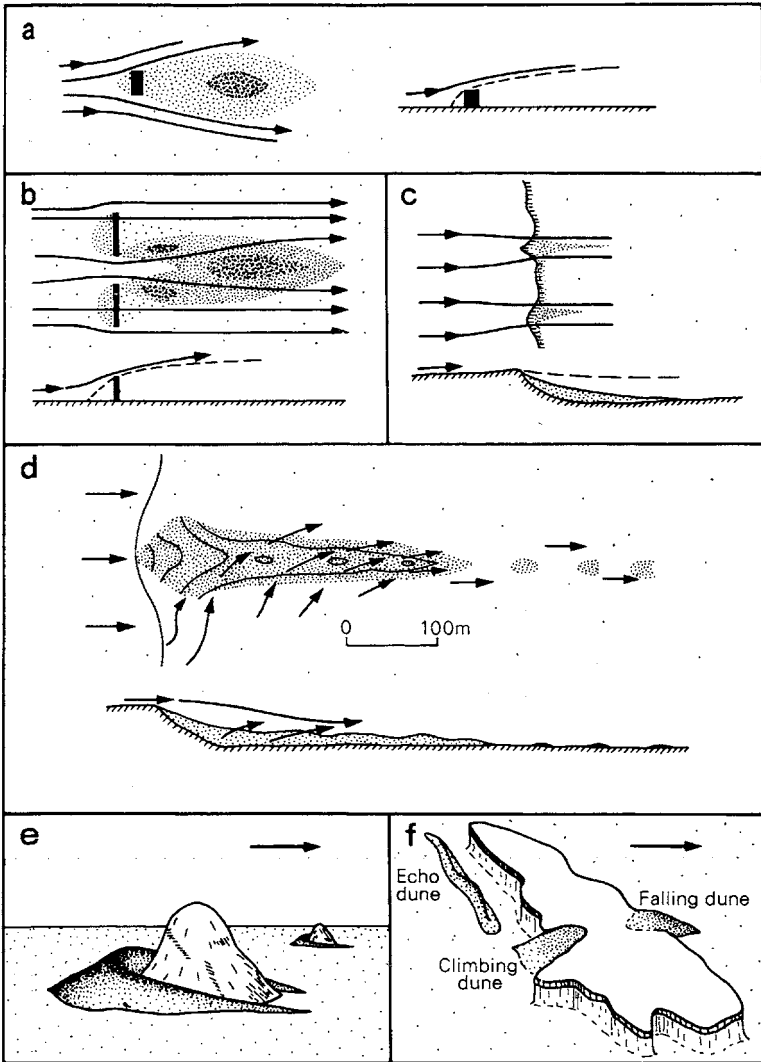 a
b
c
d
0 100m
e
f
Echo
dune
Falling dune
Climbing
dune